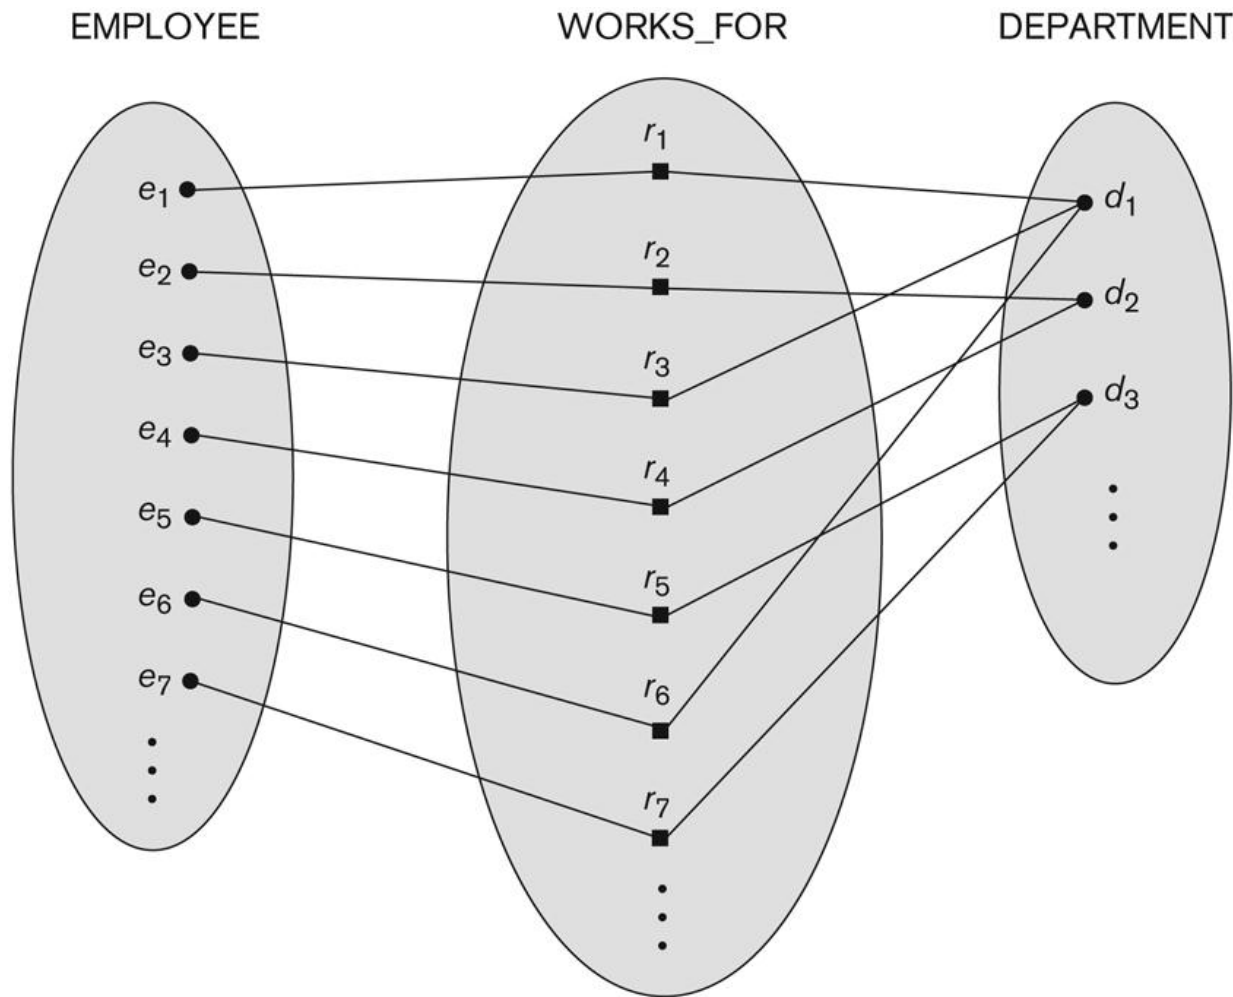 EMPLOYEE WORKS_FOR DEPARTMENT
e₁
e₂
e₃
e₄
e₅
e₆
e₇
r₁
r₂
r₃
r₄
r₅
r₆
r₇
d₁
d₂
d₃